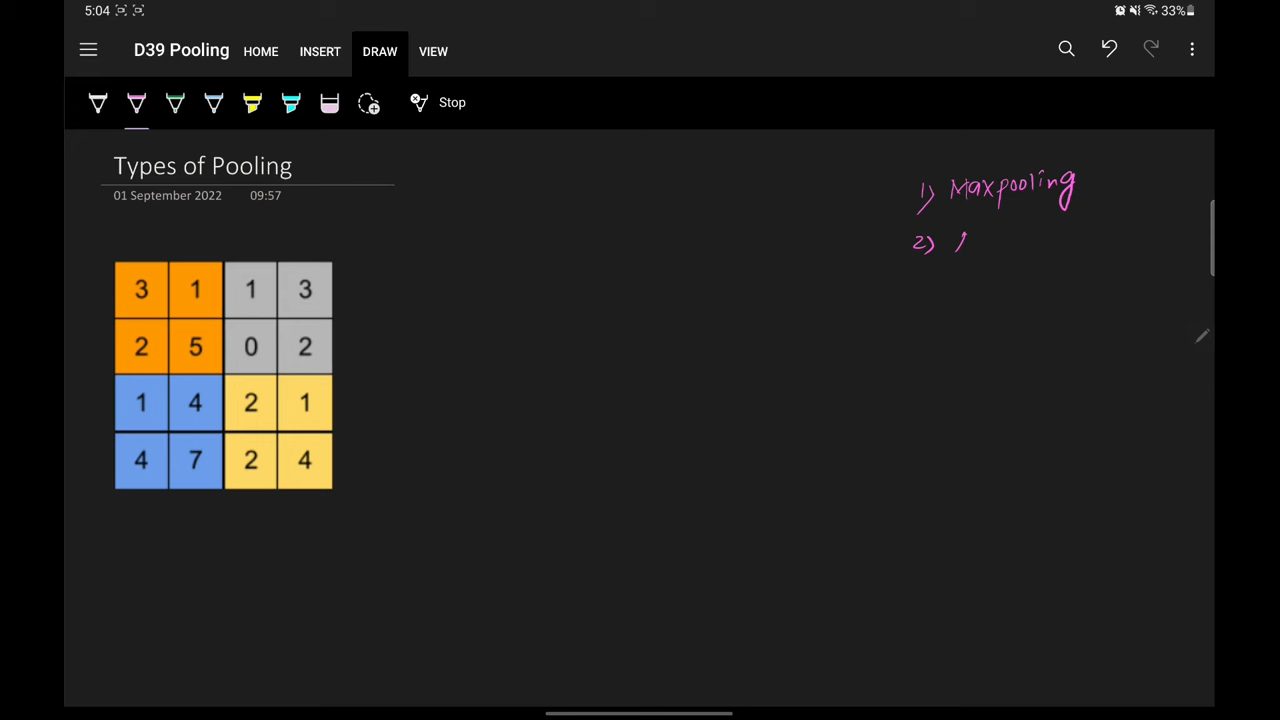 5:04 33%
D39 Pooling HOME INSERT DRAW VIEW
Stop
Types of Pooling
01 September 2022 09:57
1) Maxpooling
2)
3 1 1 3
2 5 0 2
1 4 2 1
4 7 2 4